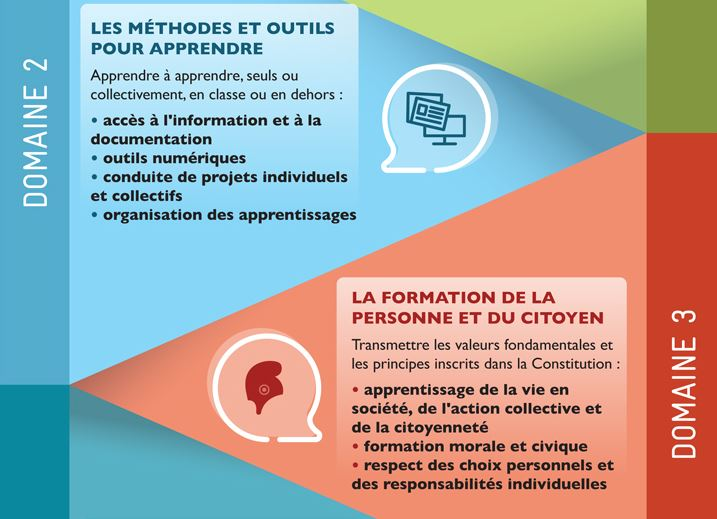 DOMAINE 2
LES MÉTHODES ET OUTILS
POUR APPRENDRE
Apprendre à apprendre, seuls ou
collectivement, en classe ou en dehors :
• accès à l'information et à la
documentation
• outils numériques
• conduite de projets individuels
et collectifs
• organisation des apprentissages
DOMAINE 3
LA FORMATION DE LA
PERSONNE ET DU CITOYEN
Transmettre les valeurs fondamentales et
les principes inscrits dans la Constitution :
• apprentissage de la vie en
société, de l'action collective et
de la citoyenneté
• formation morale et civique
• respect des choix personnels et
des responsabilités individuelles